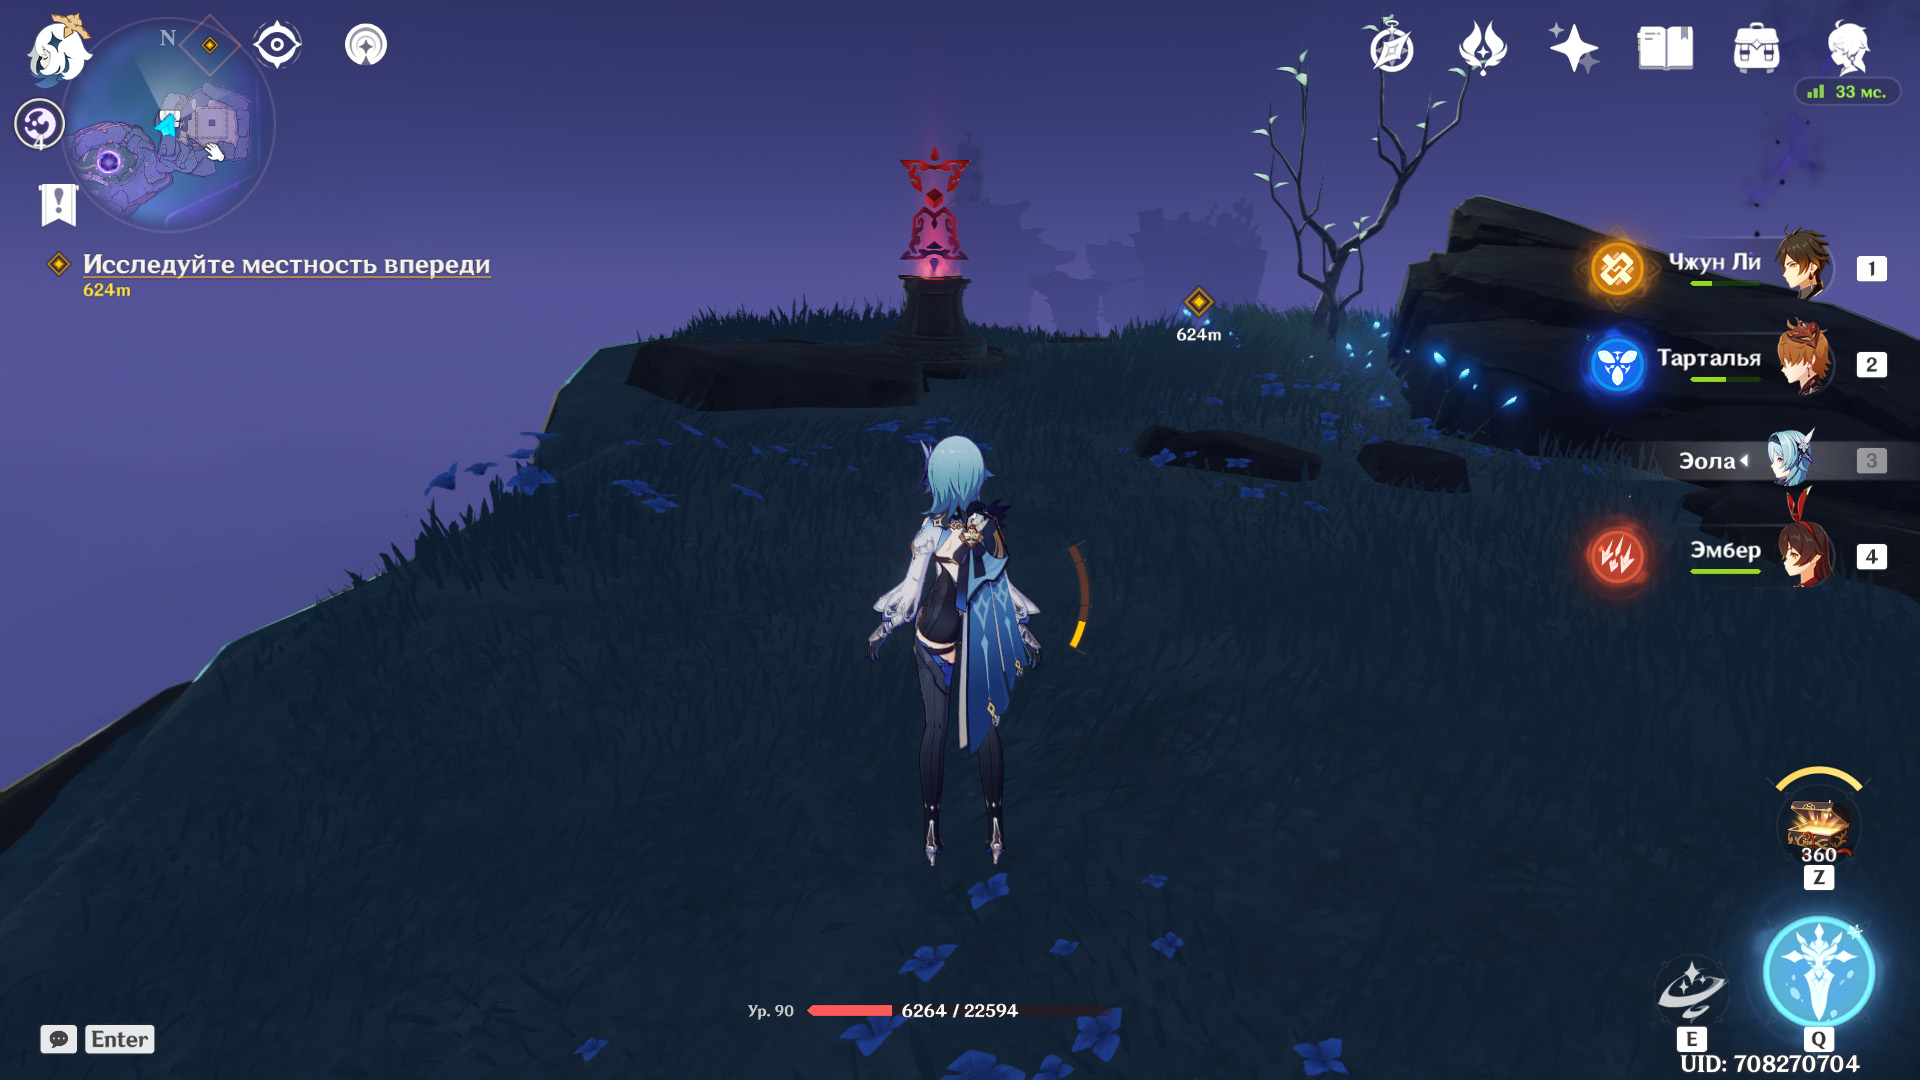 N
33 мс.
4
Исследуйте местность впереди
624m
624m
Чжун Ли
1
Тарталья
2
Эола
3
Эмбер
4
360
Z
Ур. 90
6264 / 22594
Enter
E
Q
UID: 708270704